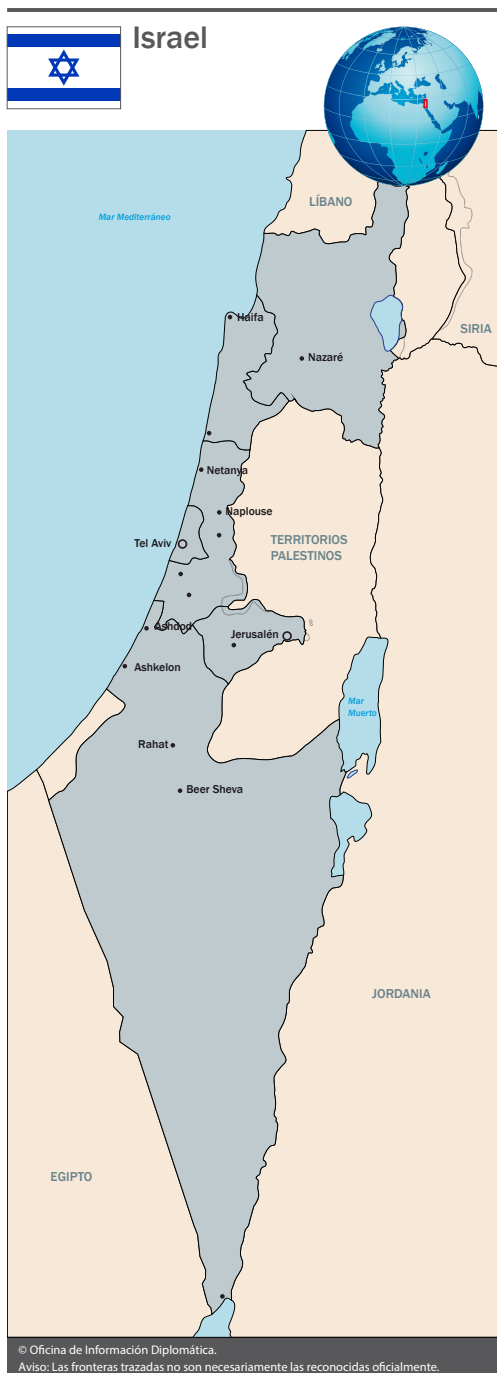 Israel
LÍBANO
Mar Mediterráneo
Haifa
SIRIA
Nazaré
Netanya
Naplouse
Tel Aviv
TERRITORIOS
PALESTINOS
Ashdod
Jerusalén
Ashkelon
Mar
Muerto
Rahat
Beer Sheva
JORDANIA
EGIPTO
© Oficina de Información Diplomática.
Aviso: Las fronteras trazadas no son necesariamente las reconocidas oficialmente.